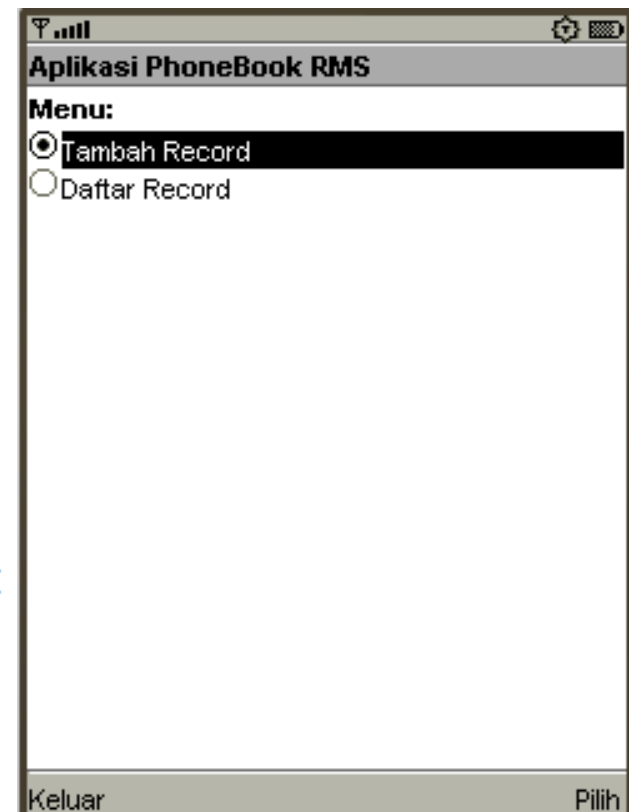 Aplikasi PhoneBook RMS
Menu:
Tambah Record
Daftar Record
Keluar Pilih